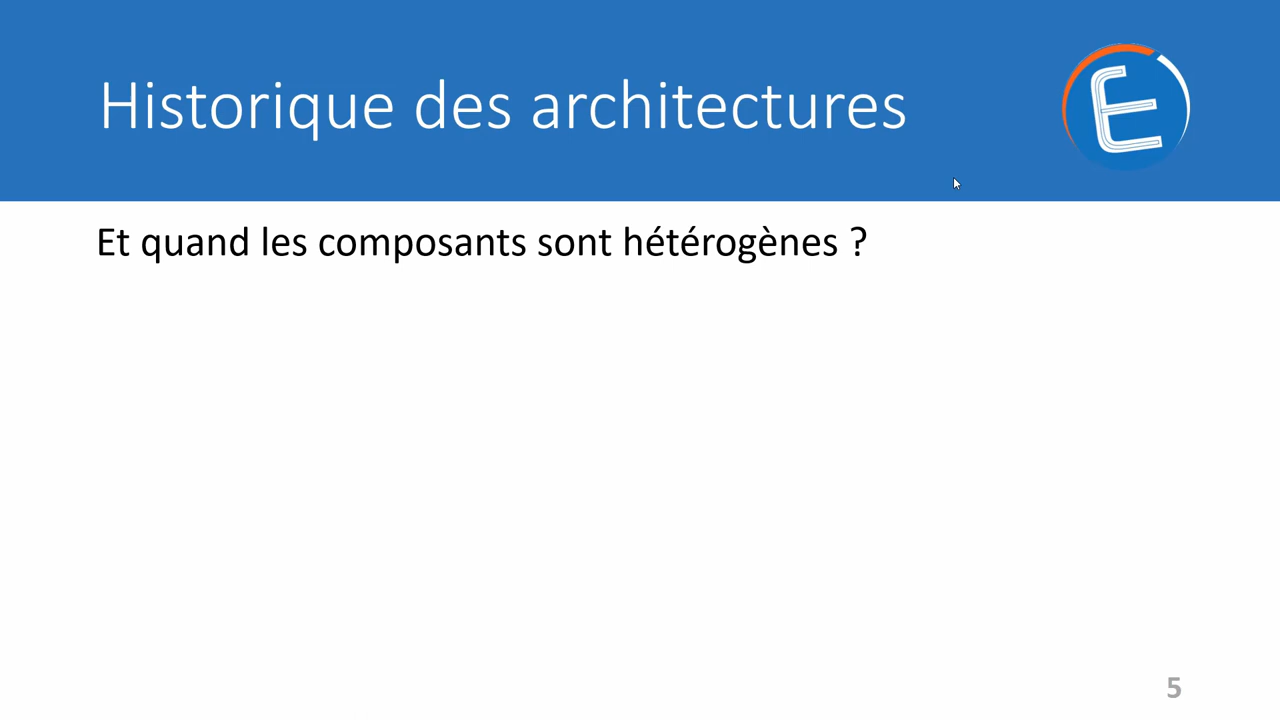 Historique des architectures
E
Et quand les composants sont hétérogènes ?
5